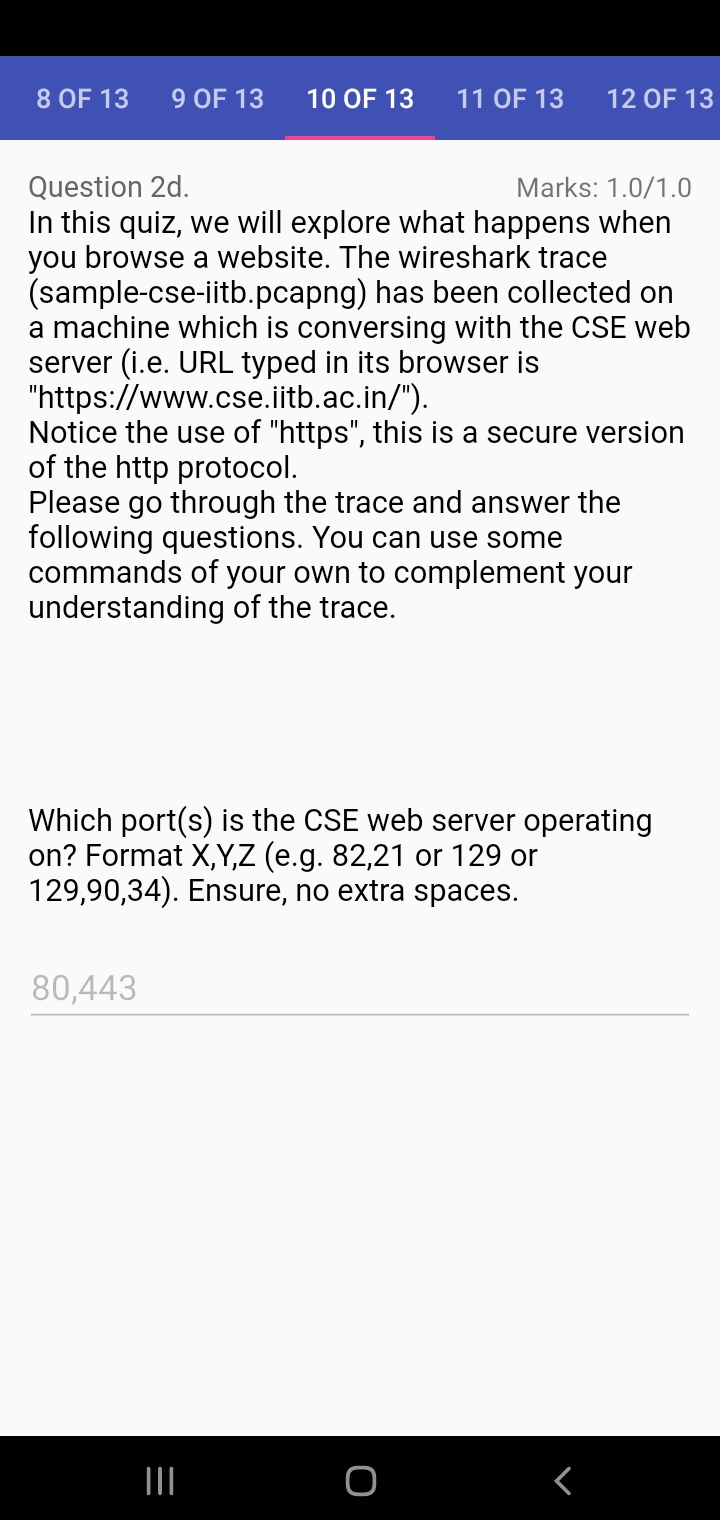 8 OF 13 9 OF 13 10 OF 13 11 OF 13 12 OF 13
Question 2d. Marks: 1.0/1.0
In this quiz, we will explore what happens when
you browse a website. The wireshark trace
(sample-cse-iitb.pcapng) has been collected on
a machine which is conversing with the CSE web
server (i.e. URL typed in its browser is
"https://www.cse.iitb.ac.in/").
Notice the use of "https", this is a secure version
of the http protocol.
Please go through the trace and answer the
following questions. You can use some
commands of your own to complement your
understanding of the trace.
Which port(s) is the CSE web server operating
on? Format X,Y,Z (e.g. 82,21 or 129 or
129,90,34). Ensure, no extra spaces.
80,443